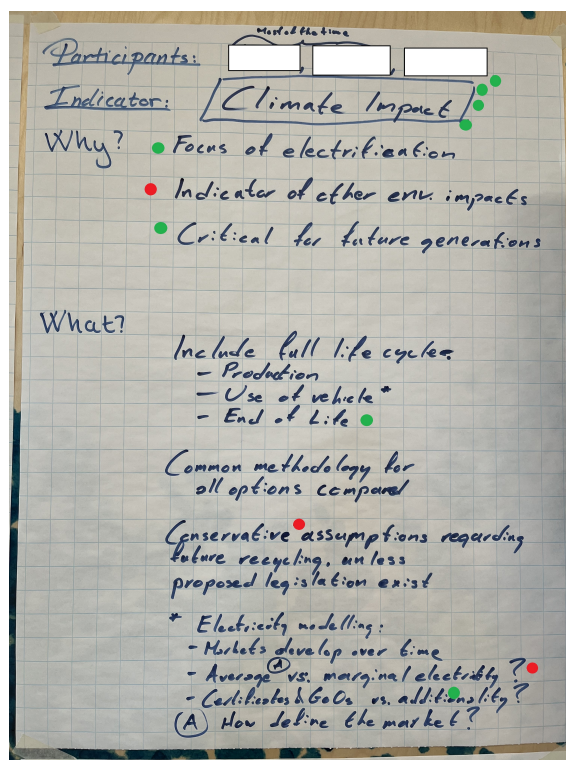 Most of the time
Participants:
Indicator: Climate Impact
Why? Focus of electrification
Indicator of other env. impacts
Critical for future generations
What?
Include full life cycle:
- Production
- Use of vehicle *
- End of Life
Common methodology for
all options compared
Conservative assumptions regarding
future recycling, unless
proposed legislation exist
* Electricity modelling:
- Markets develop over time
- Average (A) vs. marginal electricity?
- Certificates & GoOs vs. additionality?
(A) How define the market?